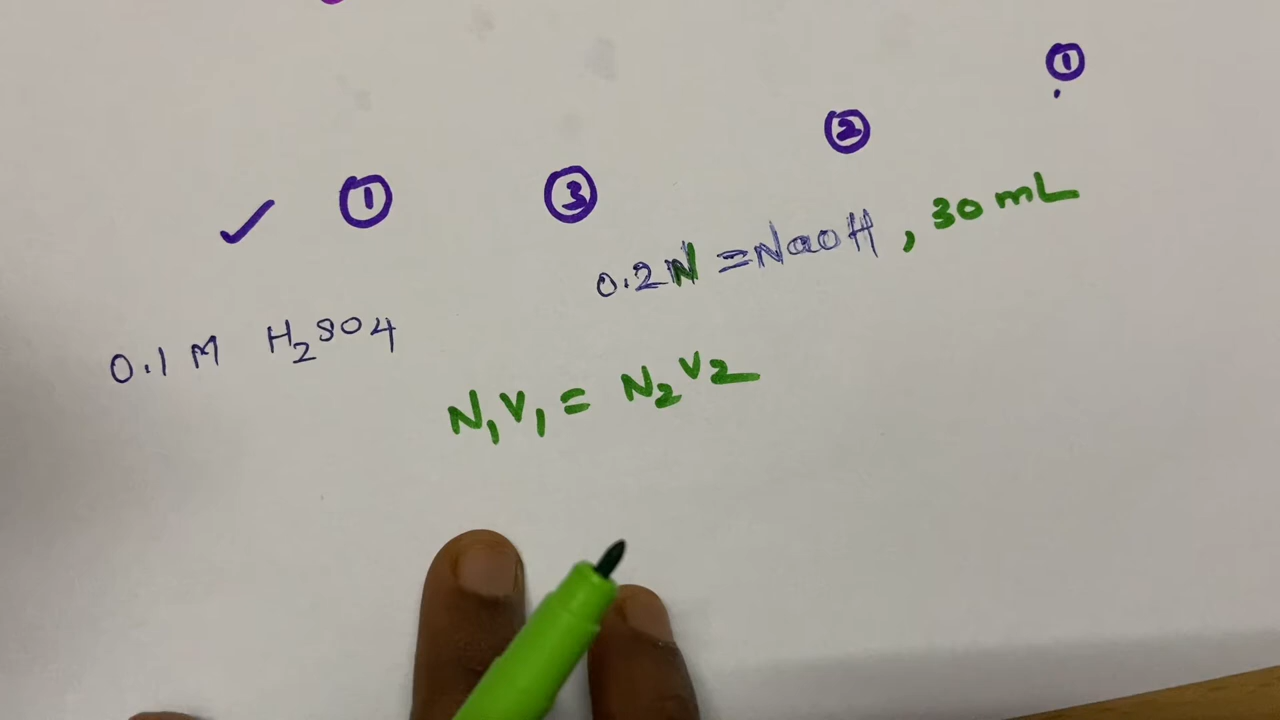 ①
②
① ③
0.2N = NaOH , 30 mL
0.1 M H₂SO₄
N₁V₁ = N₂V₂